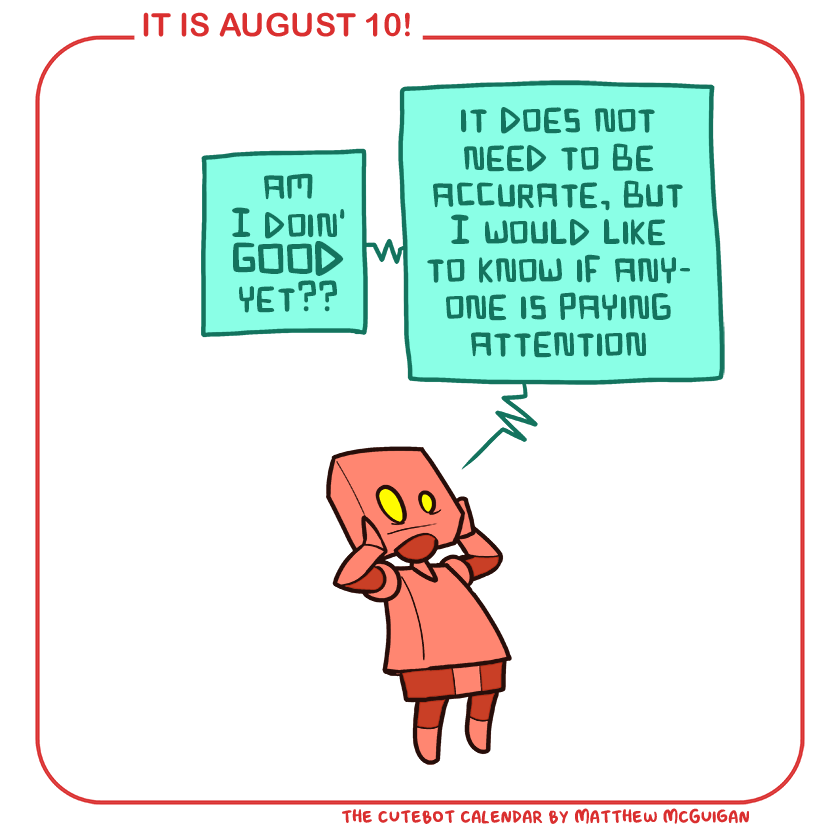 IT IS AUGUST 10!
AM
I DOIN'
GOOD
YET??
IT DOES NOT
NEED TO BE
ACCURATE, BUT
I WOULD LIKE
TO KNOW IF ANY-
ONE IS PAYING
ATTENTION
THE CUTEBOT CALENDAR BY MATTHEW MCGUIGAN